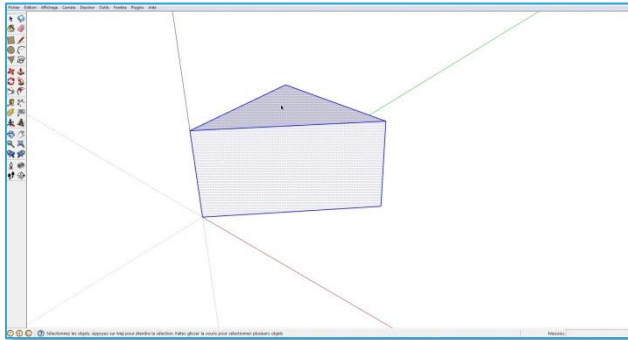 Fichier Édition Affichage Caméra Dessiner Outils Fenêtre Plugins Aide
Sélectionnez les objets. Appuyez sur Maj pour étendre la sélection. Faites glisser la souris pour sélectionner plusieurs objets.
Mesures